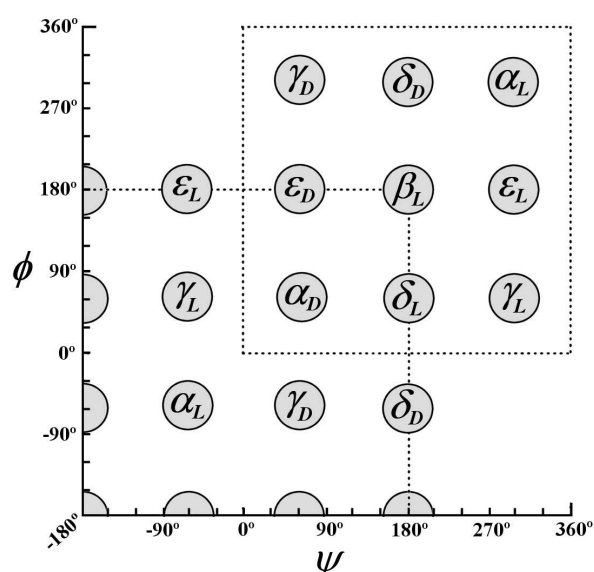 360º
γD δD αL
270º
180º εL εD βL εL
ϕ
90º
γL αD δL γL
0º
αL γD δD
-90º
-180º -90º 0º 90º 180º 270º 360º
ψ